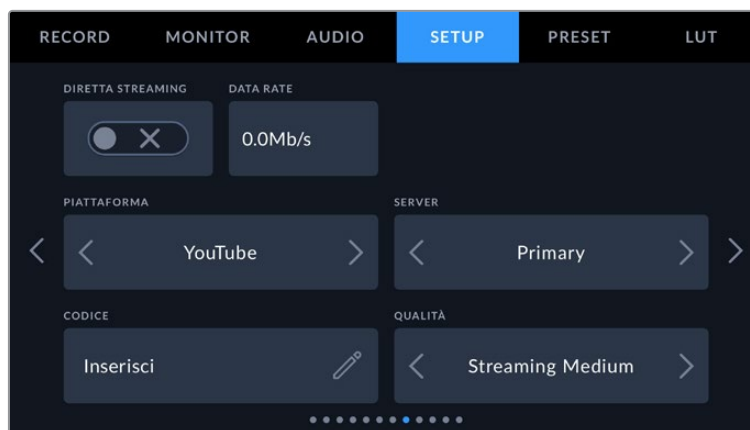 RECORD MONITOR AUDIO SETUP PRESET LUT
DIRETTA STREAMING DATA RATE
0.0Mb/s
PIATTAFORMA SERVER
YouTube Primary
CODICE QUALITÀ
Inserisci Streaming Medium